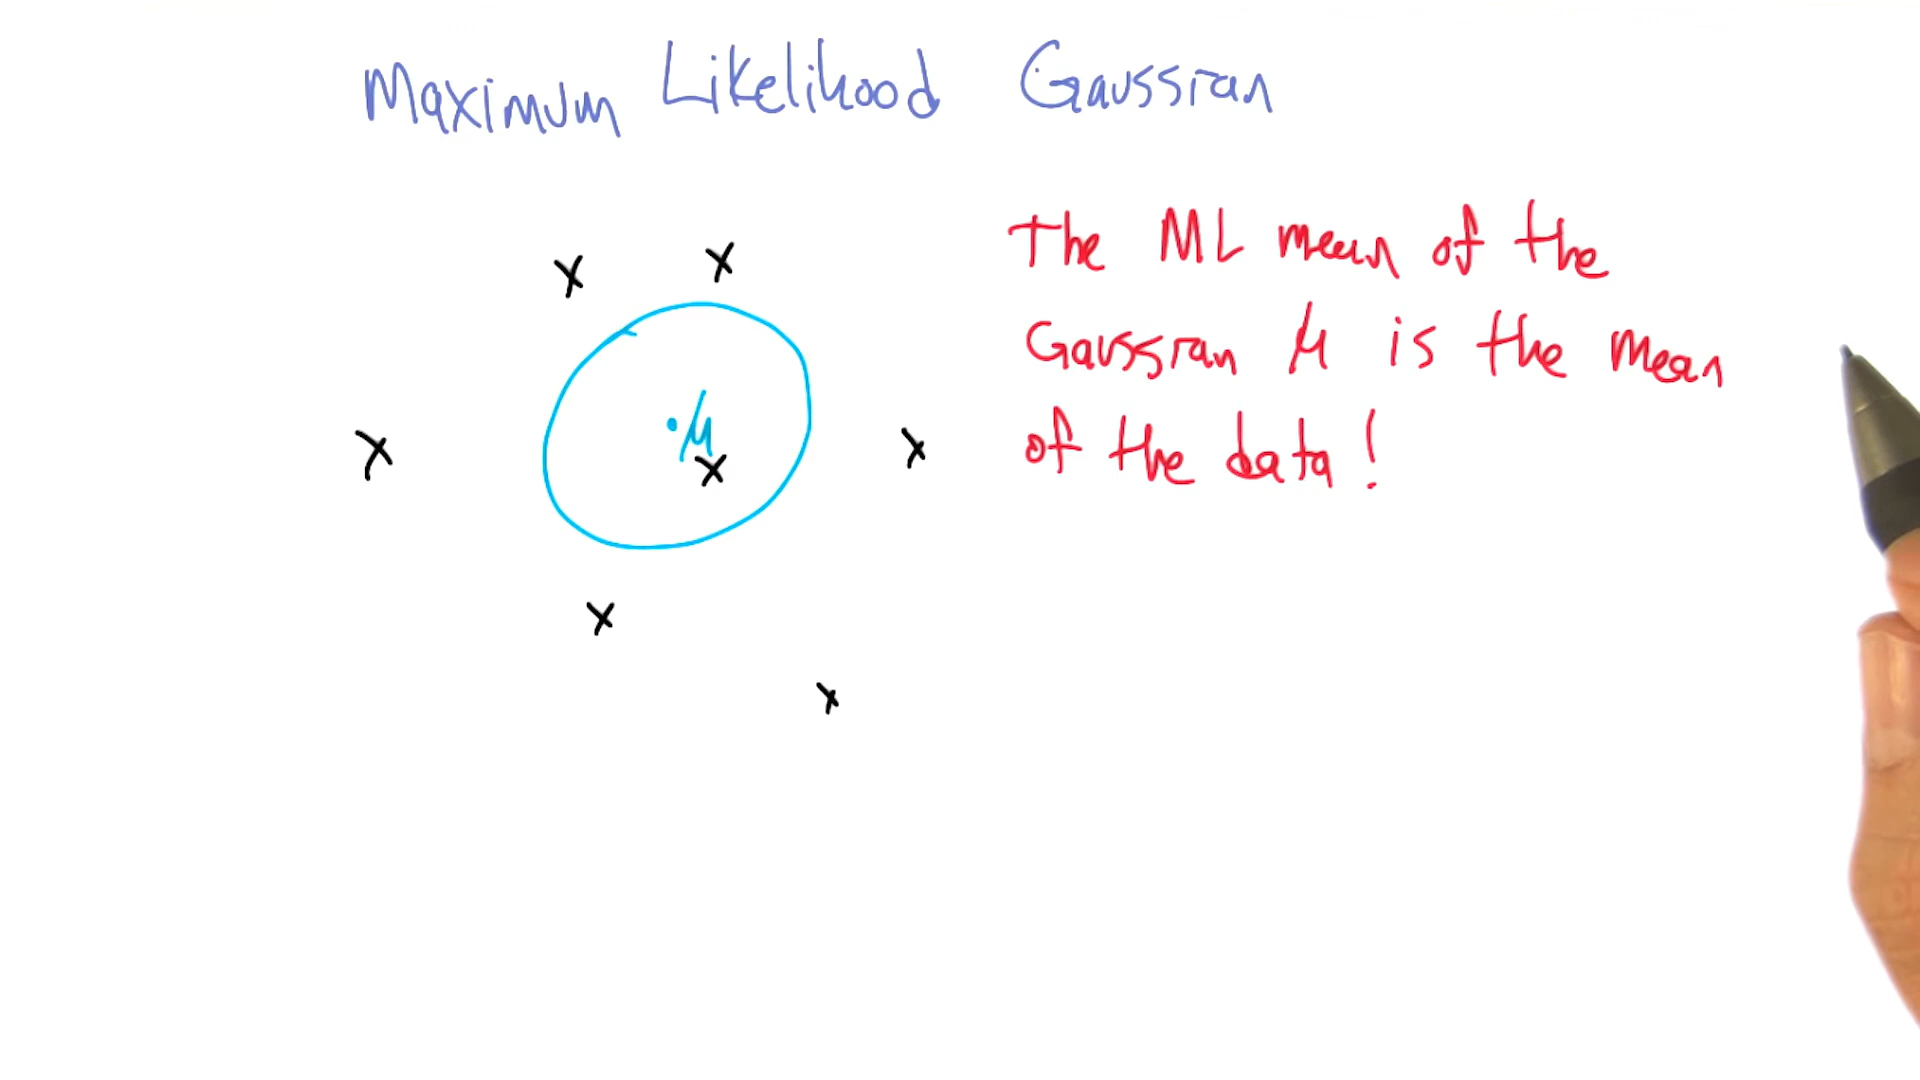 Maximum Likelihood Gaussian
The ML mean of the
Gaussian μ is the mean
of the data!
x x
·μ
x x x
x
x